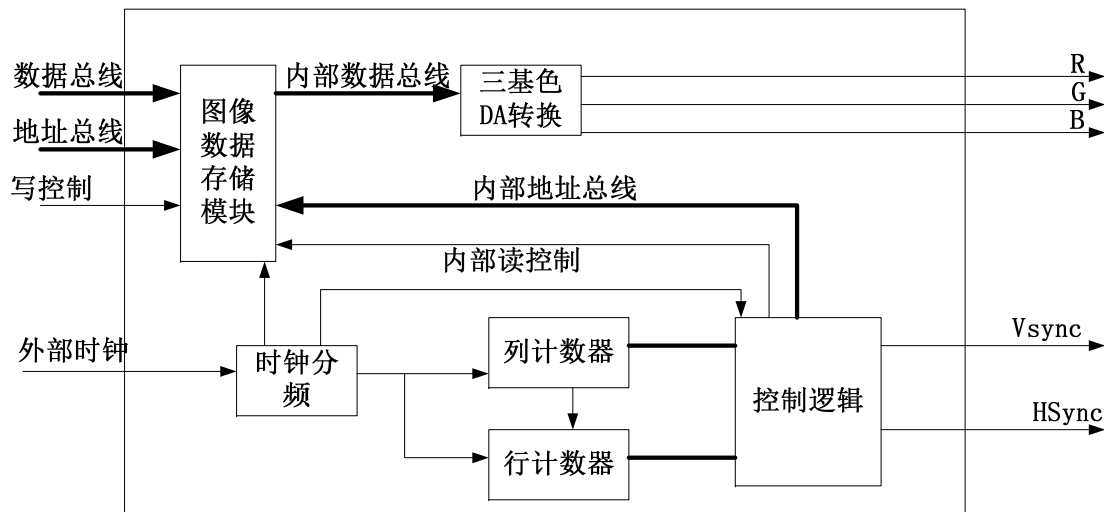 数据总线
地址总线
写控制
外部时钟
图像
数据
存储
模块
内部数据总线
三基色
DA转换
R
G
B
内部地址总线
内部读控制
时钟分
频
列计数器
行计数器
控制逻辑
Vsync
HSync